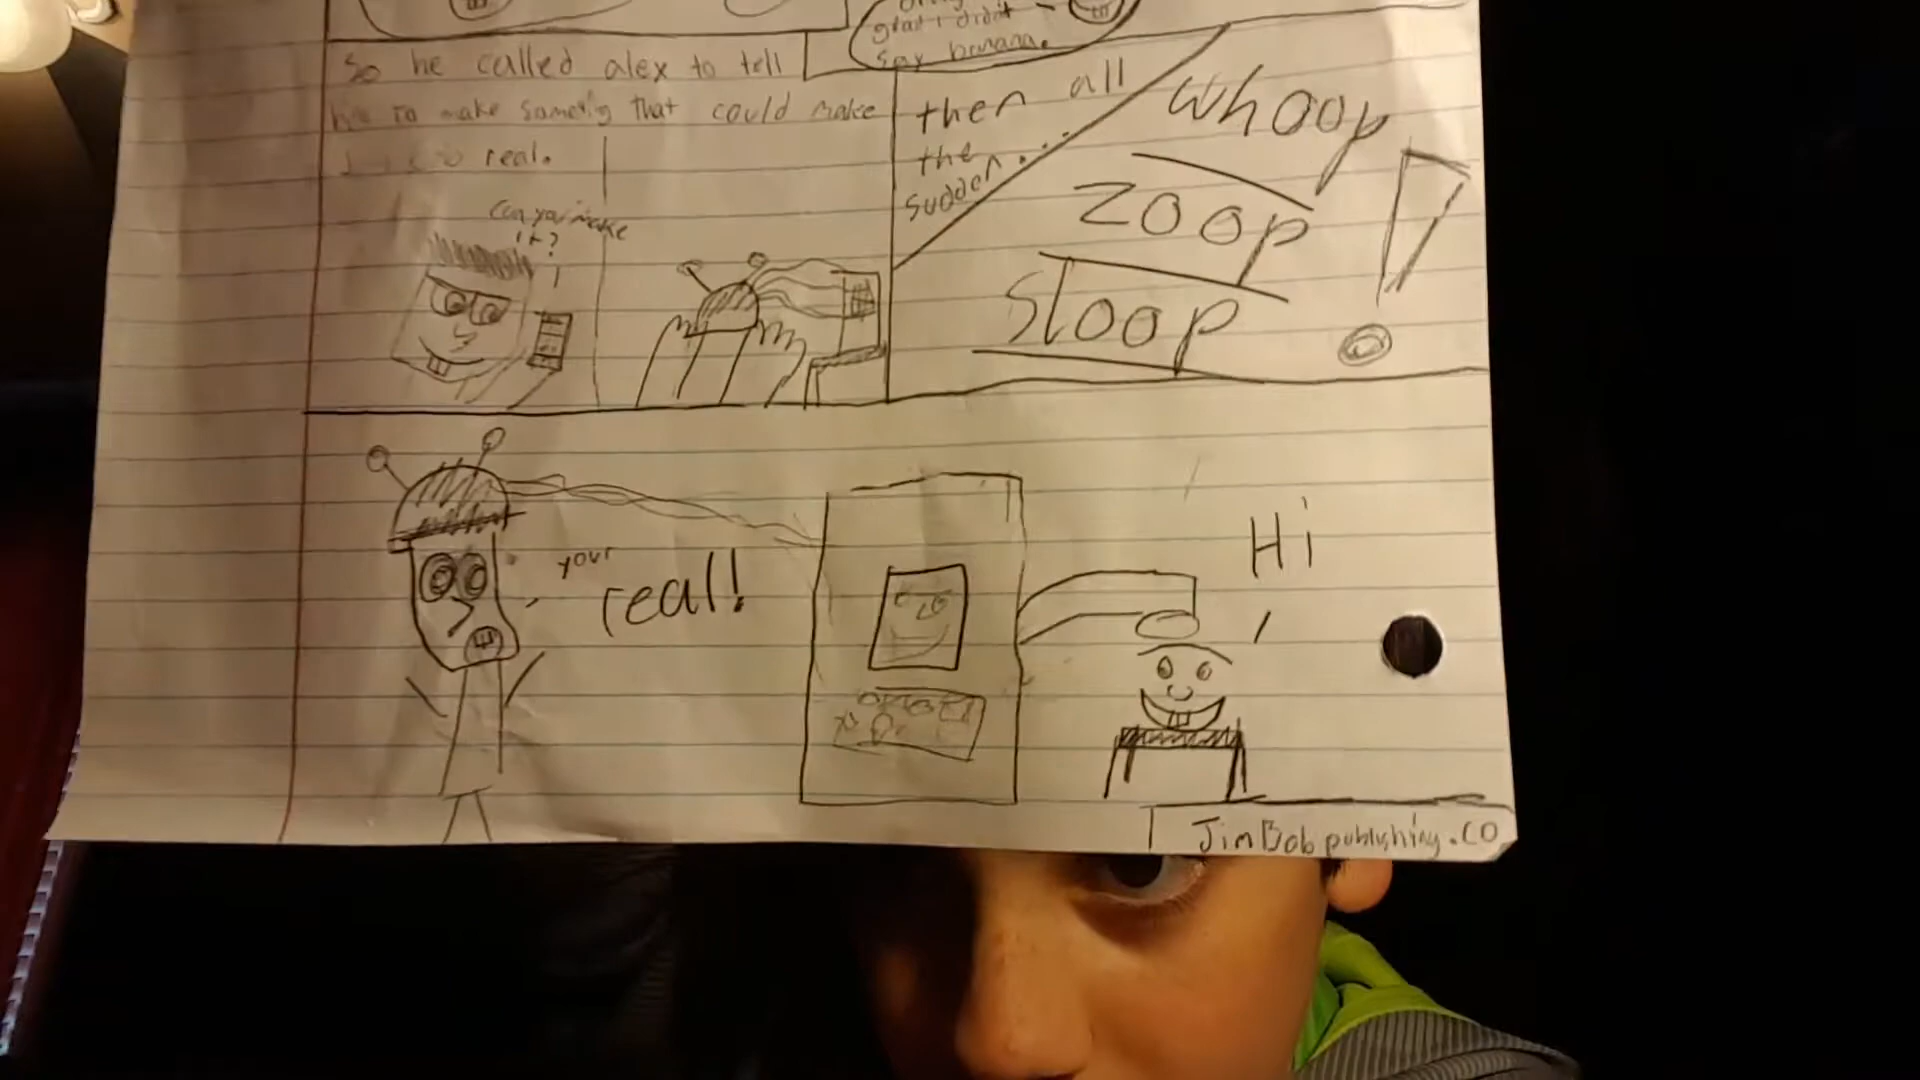 glad i didn't
say banana.
So he called alex to tell
to make that could make
real.
can you make
it?
then all
the
sudden...
whoop
zoop
sloop
!
your
real!
Hi
JimBob publishing.co